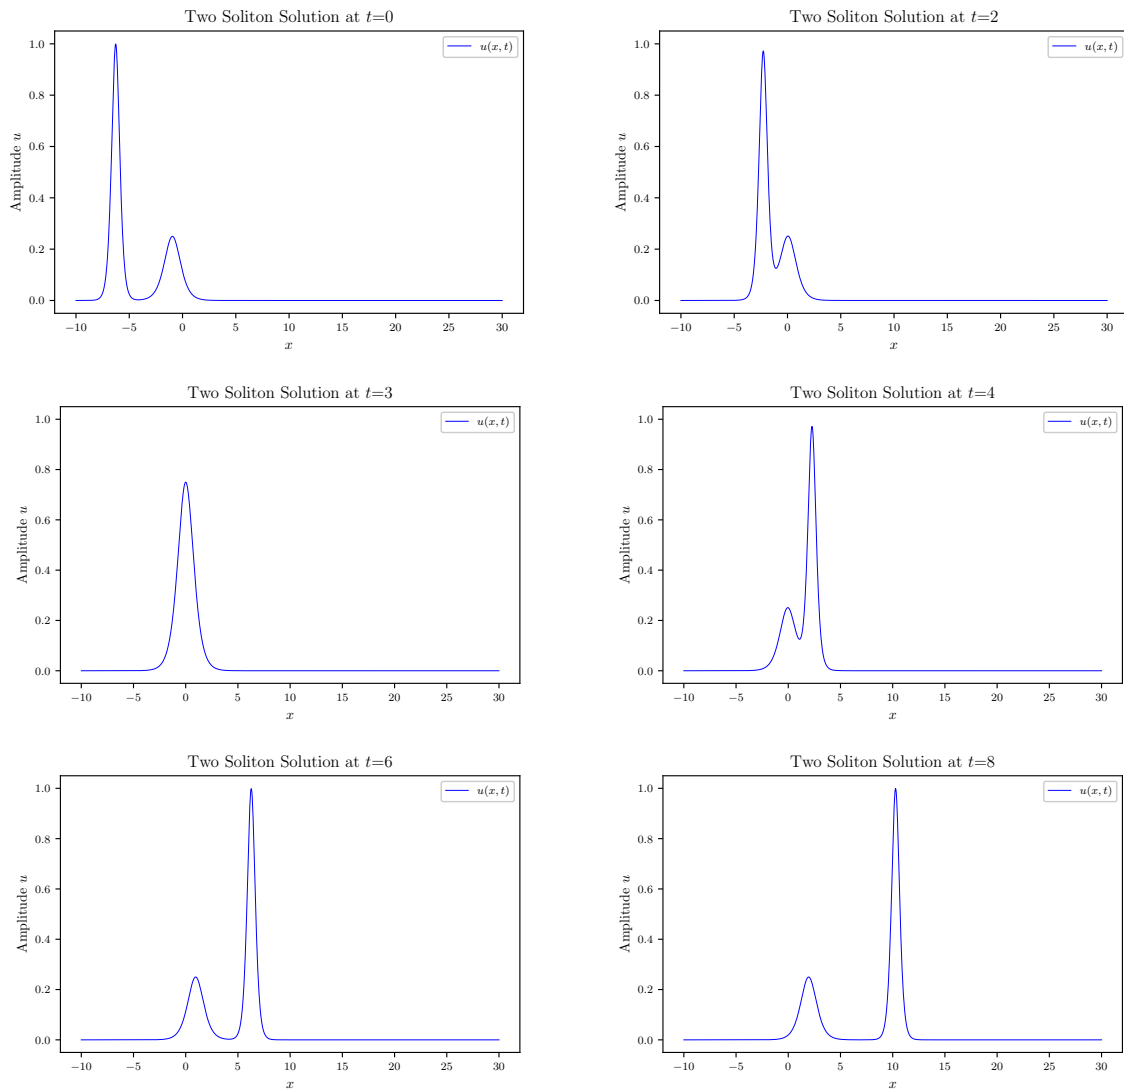 Two Soliton Solution at t=0
u(x, t)
Amplitude u
1.0
0.8
0.6
0.4
0.2
0.0
−10 −5 0 5 10 15 20 25 30
x
Two Soliton Solution at t=2
u(x, t)
Amplitude u
1.0
0.8
0.6
0.4
0.2
0.0
−10 −5 0 5 10 15 20 25 30
x
Two Soliton Solution at t=3
u(x, t)
Amplitude u
1.0
0.8
0.6
0.4
0.2
0.0
−10 −5 0 5 10 15 20 25 30
x
Two Soliton Solution at t=4
u(x, t)
Amplitude u
1.0
0.8
0.6
0.4
0.2
0.0
−10 −5 0 5 10 15 20 25 30
x
Two Soliton Solution at t=6
u(x, t)
Amplitude u
1.0
0.8
0.6
0.4
0.2
0.0
−10 −5 0 5 10 15 20 25 30
x
Two Soliton Solution at t=8
u(x, t)
Amplitude u
1.0
0.8
0.6
0.4
0.2
0.0
−10 −5 0 5 10 15 20 25 30
x